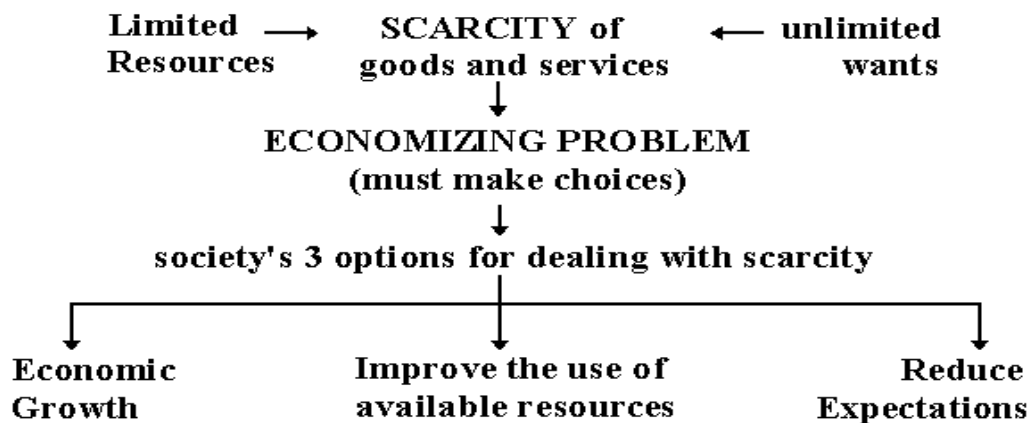 Limited
Resources
SCARCITY of
goods and services
unlimited
wants
ECONOMIZING PROBLEM
(must make choices)
society's 3 options for dealing with scarcity
Economic
Growth
Improve the use of
available resources
Reduce
Expectations